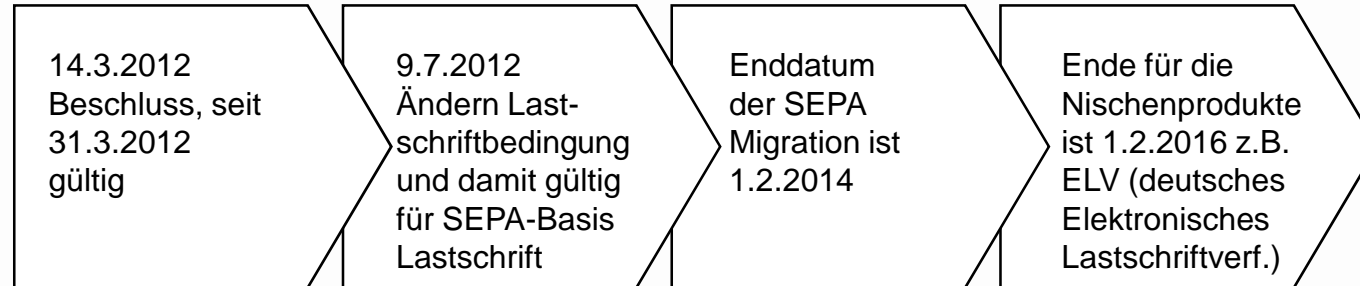 14.3.2012
Beschluss, seit
31.3.2012
gültig
9.7.2012
Ändern Last-
schriftbedingung
und damit gültig
für SEPA-Basis
Lastschrift
Enddatum
der SEPA
Migration ist
1.2.2014
Ende für die
Nischenprodukte
ist 1.2.2016 z.B.
ELV (deutsches
Elektronisches
Lastschriftverf.)